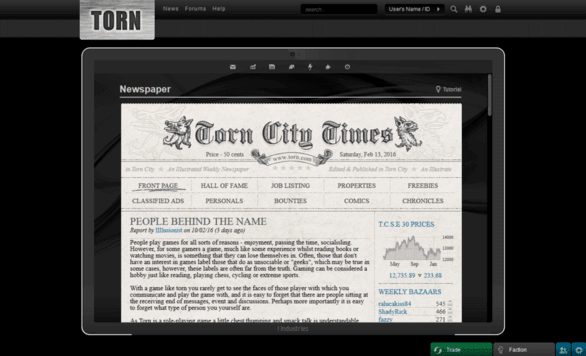 TORN
News Forums Help
search...
User's Name / ID
Newspaper
Tutorial
Torn City Times
Price - 50 cents
www.torn.com
Saturday, Feb 13, 2016
in Torn City
An Illustrated Weekly Newspaper
Edited & Published in Torn City
An Illustrate
FRONT PAGE HALL OF FAME JOB LISTING PROPERTIES FREEBIES
CLASSIFIED ADS PERSONALS BOUNTIES COMICS CHRONICLES
PEOPLE BEHIND THE NAME
on 10/02/16 (3 days ago)
People play games for all sorts of reasons - enjoyment, passing the time, socialising.
However, for some gamers a game, much like some experience whilst reading books or
watching movies, is something that they can lose themselves in. Often, those that don't
have an interest in games label those that do as unsociable or "geeks", which may be true in
some cases, however, these labels are often far from the truth. Gaming can be considered a
hobby just like reading, playing chess, cycling or extreme sports.
With a game like torn you rarely get to see the faces of those player with which you
communicate and play the game with, and it is easy to forget that there are people sitting at
the receiving end of messages, event and discussions. Perhaps more importantly it is easy
to forget what type of person you yourself are.
As Torn is a role-playing game a little chest thumping and smack talk is understandable
T.C.S.E 30 PRICES
14000
13000
12000
May Sep Jan
12,735.89 ▼ 233.68
WEEKLY BAZAARS
ralucakiss84 545
ShadyRick 466
fuzzy 271
Industries
Trade
Faction